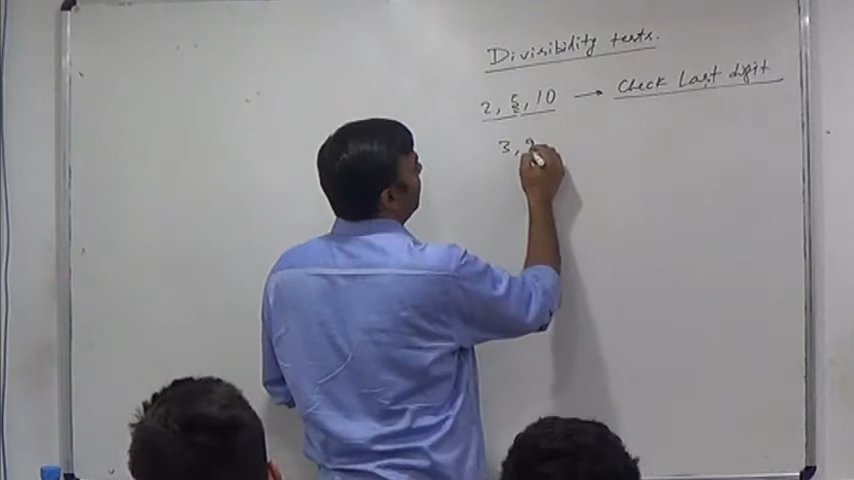 Divisibility tests.
2, 5, 10 → Check Last digit
3, 9